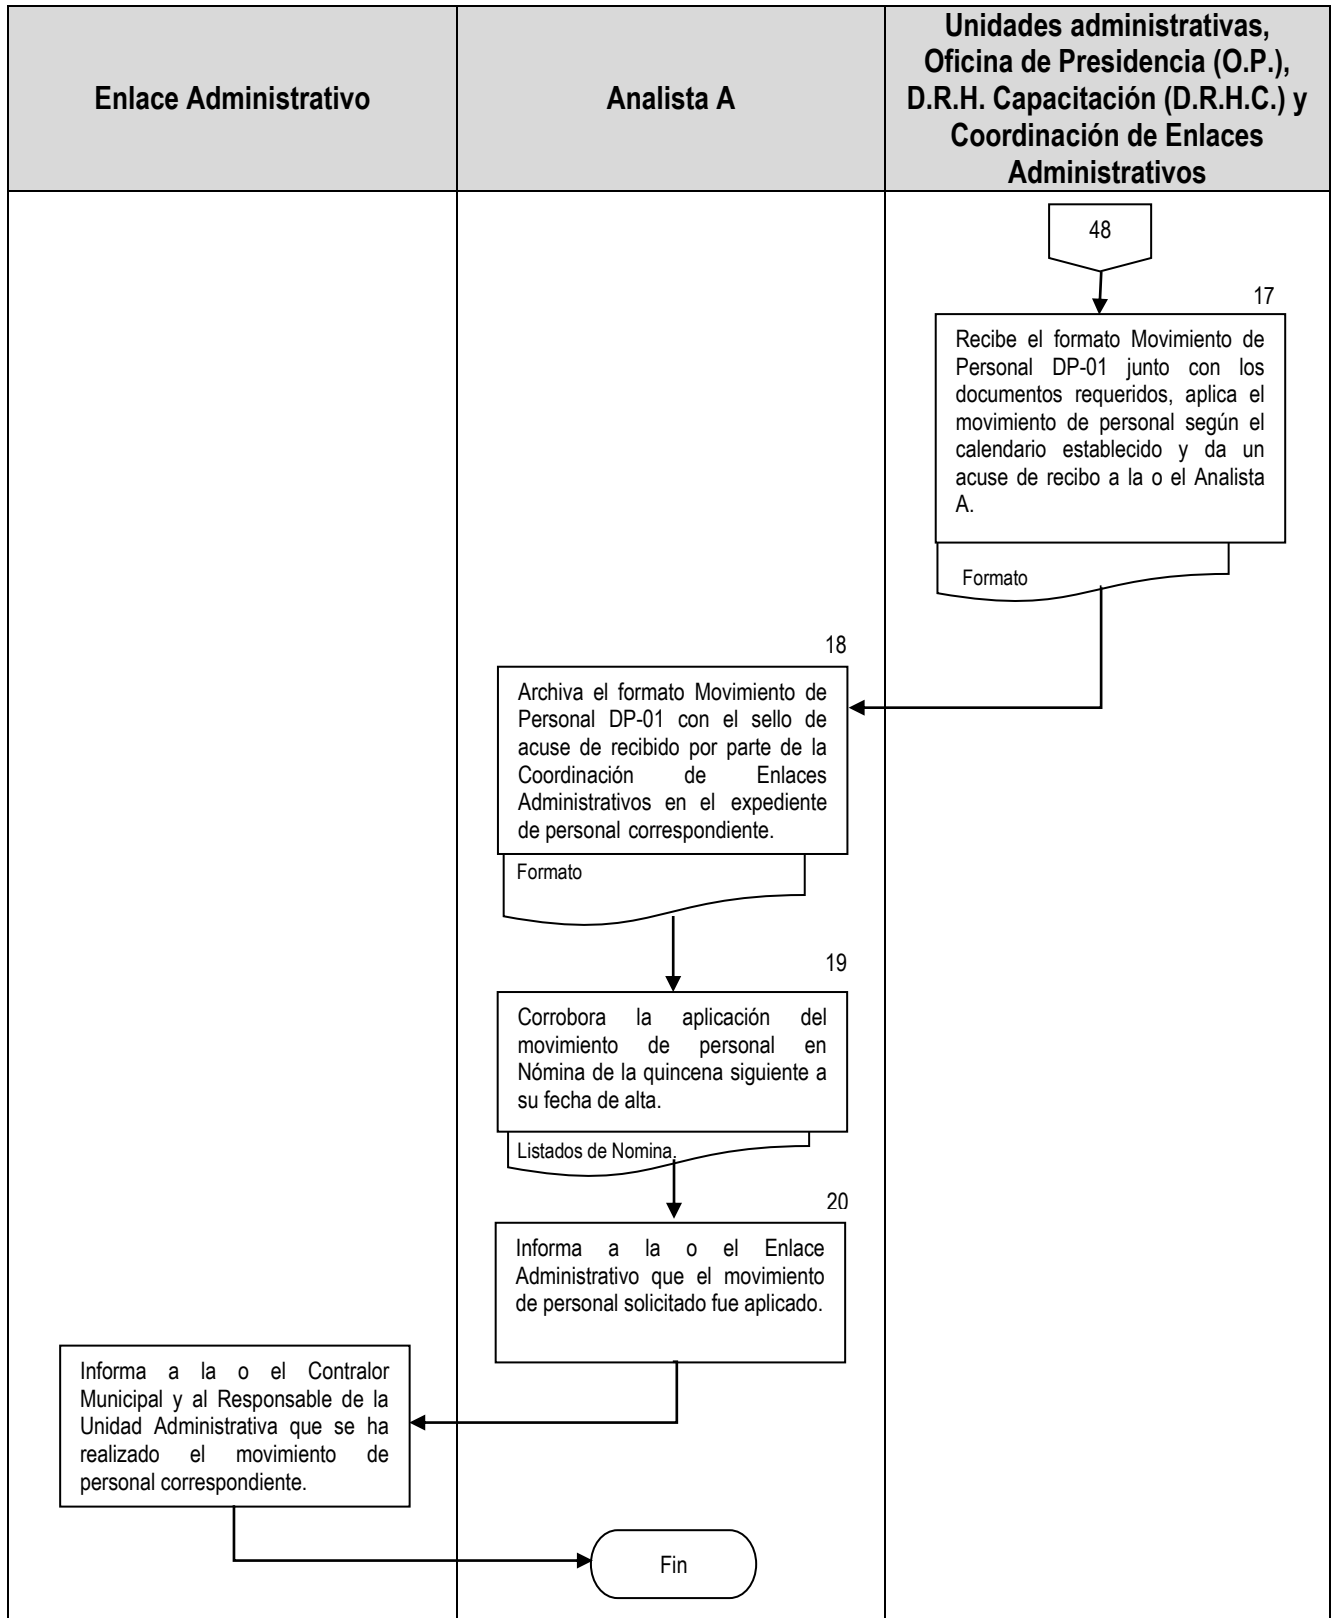 Enlace Administrativo
Analista A
Unidades administrativas,
Oficina de Presidencia (O.P.),
D.R.H. Capacitación (D.R.H.C.) y
Coordinación de Enlaces
Administrativos
48
17
Recibe el formato Movimiento de
Personal DP-01 junto con los
documentos requeridos, aplica el
movimiento de personal según el
calendario establecido y da un
acuse de recibo a la o el Analista
A.
Formato
18
Archiva el formato Movimiento de
Personal DP-01 con el sello de
acuse de recibido por parte de la
Coordinación de Enlaces
Administrativos en el expediente
de personal correspondiente.
Formato
19
Corrobora la aplicación del
movimiento de personal en
Nómina de la quincena siguiente a
su fecha de alta.
Listados de Nomina.
20
Informa a la o el Enlace
Administrativo que el movimiento
de personal solicitado fue aplicado.
Informa a la o el Contralor
Municipal y al Responsable de la
Unidad Administrativa que se ha
realizado el movimiento de
personal correspondiente.
Fin